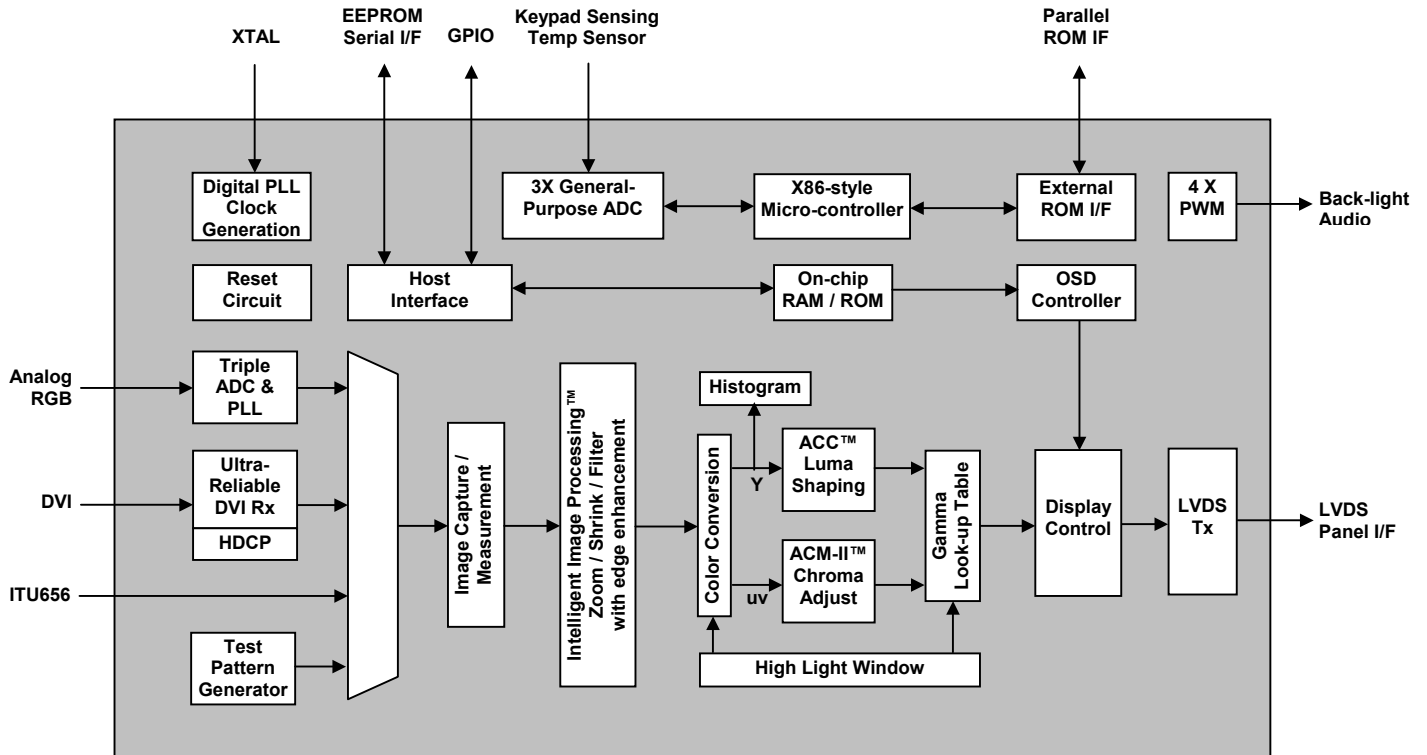 XTAL
EEPROM
Serial I/F
GPIO
Keypad Sensing
Temp Sensor
Parallel
ROM IF
Digital PLL
Clock
Generation
3X General-
Purpose ADC
X86-style
Micro-controller
External
ROM I/F
4 X
PWM
Back-light
Audio
Reset
Circuit
Host
Interface
On-chip
RAM / ROM
OSD
Controller
Analog
RGB
Triple
ADC &
PLL
DVI
Ultra-
Reliable
DVI Rx
HDCP
ITU656
Test
Pattern
Generator
Image Capture /
Measurement
Intelligent Image Processing™
Zoom / Shrink / Filter
with edge enhancement
Color Conversion
Histogram
Y
uv
ACC™
Luma
Shaping
ACM-II™
Chroma
Adjust
Gamma
Look-up Table
High Light Window
Display
Control
LVDS
Tx
LVDS
Panel I/F